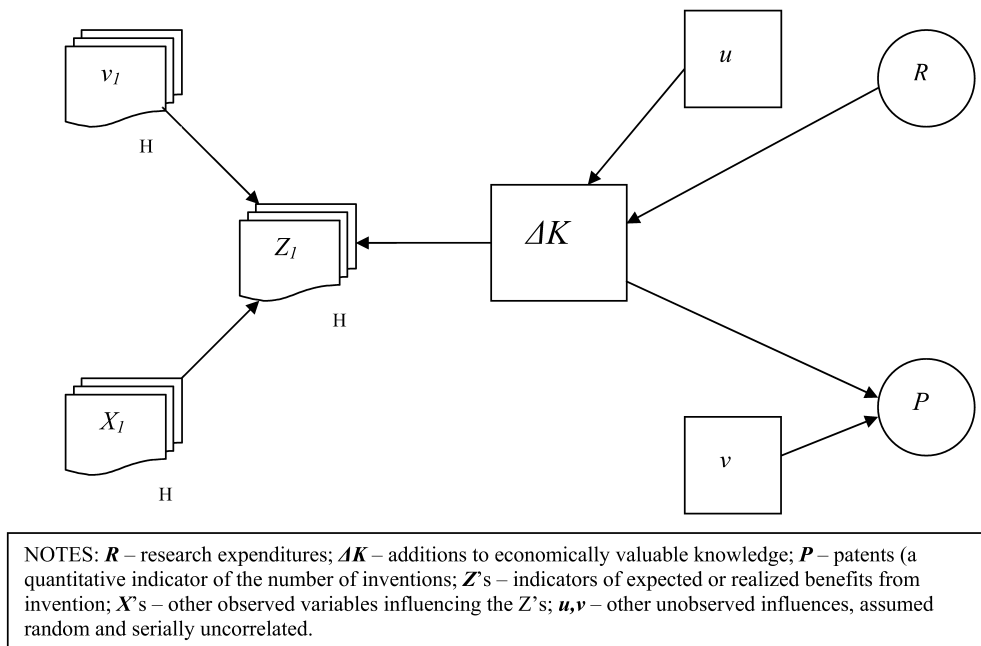 v1
H
u
R
Z1
H
ΔK
X1
H
v
P
NOTES: R – research expenditures; ΔK – additions to economically valuable knowledge; P – patents (a
quantitative indicator of the number of inventions; Z's – indicators of expected or realized benefits from
invention; X's – other observed variables influencing the Z's; u,v – other unobserved influences, assumed
random and serially uncorrelated.